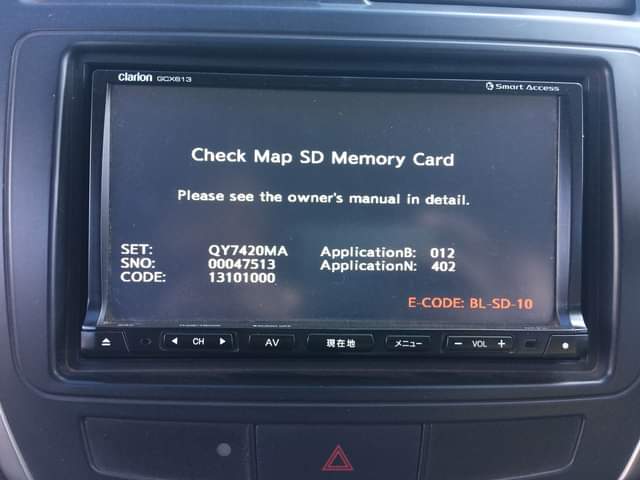 clarion GCX613
Smart Access
Check Map SD Memory Card
Please see the owner's manual in detail.
SET: QY7420MA ApplicationB: 012
SNO: 00047513 ApplicationN: 402
CODE: 13101000
E-CODE: BL-SD-10
CH AV 現在地 メニュー − VOL +